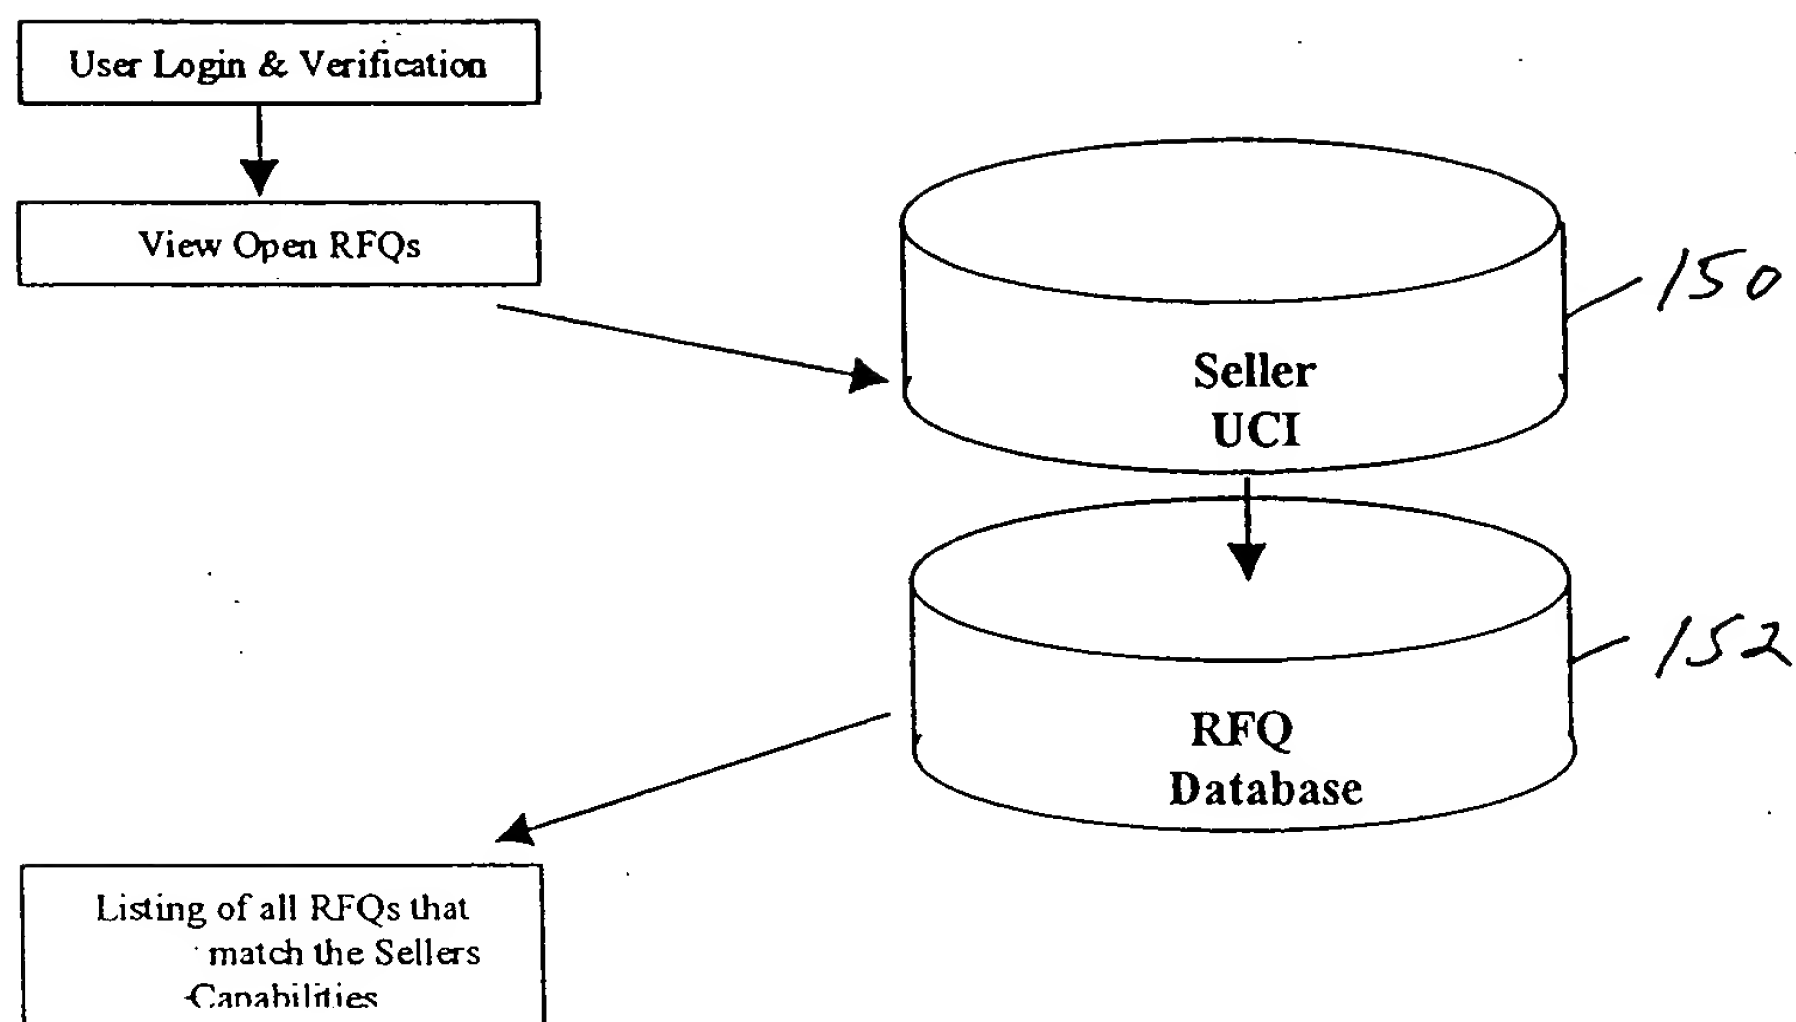 User Login & Verification
View Open RFQs
150
Seller
UCI
152
RFQ
Database
Listing of all RFQs that
match the Sellers
Capabilities